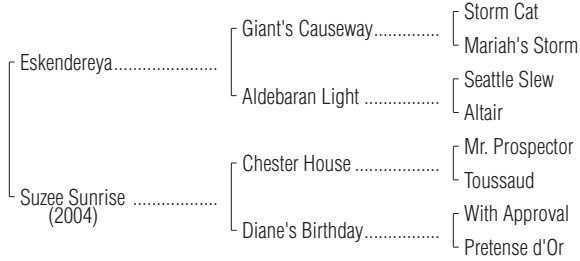 Storm Cat
Giant's Causeway..............
Mariah's Storm
Eskendereya......................
Seattle Slew
Aldebaran Light ................
Altair
Mr. Prospector
Chester House ..................
Toussaud
Suzee Sunrise ..................
(2004)
With Approval
Diane's Birthday................
Pretense d'Or